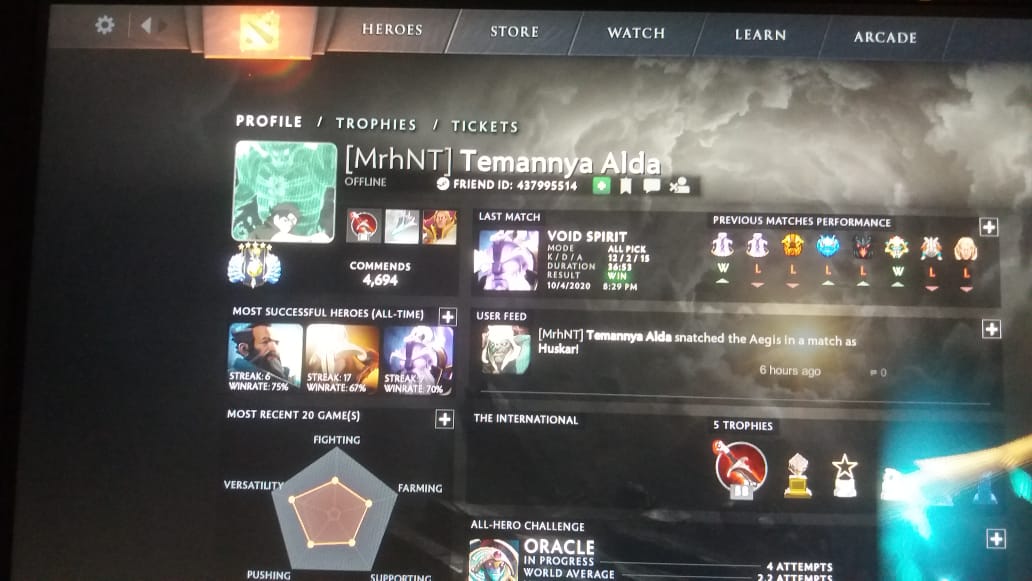 HEROES
STORE
WATCH
LEARN
ARCADE
PROFILE / TROPHIES / TICKETS
[MrhNT] Temannya Alda
OFFLINE
FRIEND ID: 437995514
COMMENDS
4,694
LAST MATCH
VOID SPIRIT
MODE ALL PICK
K / D / A 12 / 2 / 15
DURATION 36:53
RESULT WIN
10/4/2020 8:29 PM
PREVIOUS MATCHES PERFORMANCE
W L L L L W L L
MOST SUCCESSFUL HEROES (ALL-TIME)
STREAK: 6
WINRATE: 75%
STREAK: 17
WINRATE: 67%
STREAK:
WINRATE: 70%
USER FEED
[MrhNT] Temannya Alda snatched the Aegis in a match as
Huskar!
6 hours ago
0
MOST RECENT 20 GAME(S)
FIGHTING
VERSATILITY
FARMING
PUSHING
SUPPORTING
THE INTERNATIONAL
5 TROPHIES
ALL-HERO CHALLENGE
ORACLE
IN PROGRESS 4 ATTEMPTS
WORLD AVERAGE 2.2 ATTEMPTS